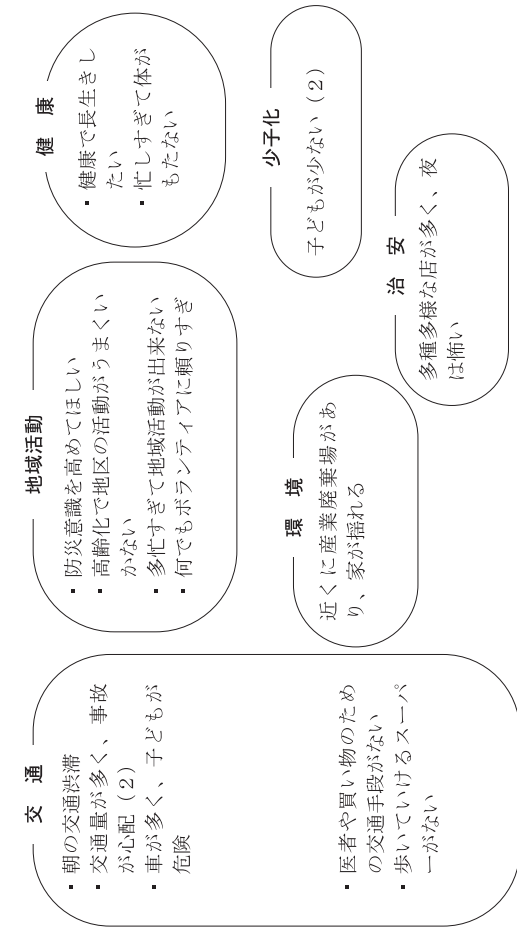 交　通
・朝の交通渋滞
・交通量が多く、事故
が心配（2）
・車が多く、子どもが
危険
・医者や買い物のため
の交通手段がない
・歩いていけるスーパ
ーがない
地域活動
・防災意識を高めてほしい
・高齢化で地区の活動がうまくい
かない
・多忙すぎて地域活動が出来ない
・何でもボランティアに頼りすぎ
健　康
・健康で長生きし
たい
・忙しすぎて体が
もたない
環　境
近くに産業廃棄場があ
り、家が揺れる
少子化
子どもが少ない（2）
治　安
多種多様な店が多く、夜
は怖い